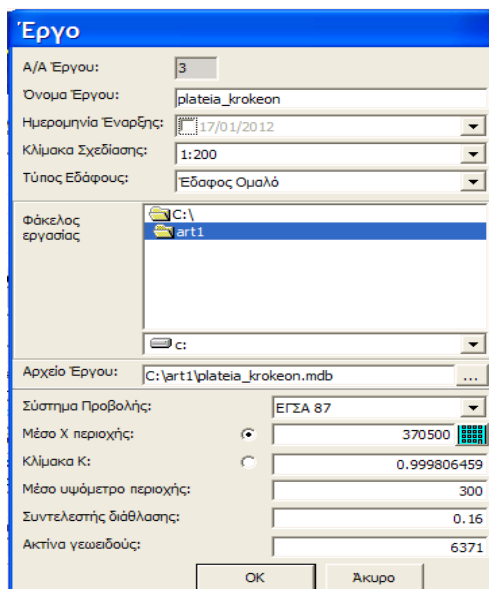 Έργο
Α/Α Έργου: 3
Όνομα Έργου: plateia_krokeon
Ημερομηνία Έναρξης: 17/01/2012
Κλίμακα Σχεδίασης: 1:200
Τύπος Εδάφους: Έδαφος Ομαλό
Φάκελος εργασίας
C:\
art1
c:
Αρχείο Έργου: C:\art1\plateia_krokeon.mdb ...
Σύστημα Προβολής: ΕΓΣΑ 87
Μέσο Χ περιοχής: 370500
Κλίμακα Κ: 0.999806459
Μέσο υψόμετρο περιοχής: 300
Συντελεστής διάθλασης: 0.16
Ακτίνα γεωειδούς: 6371
OK Άκυρο